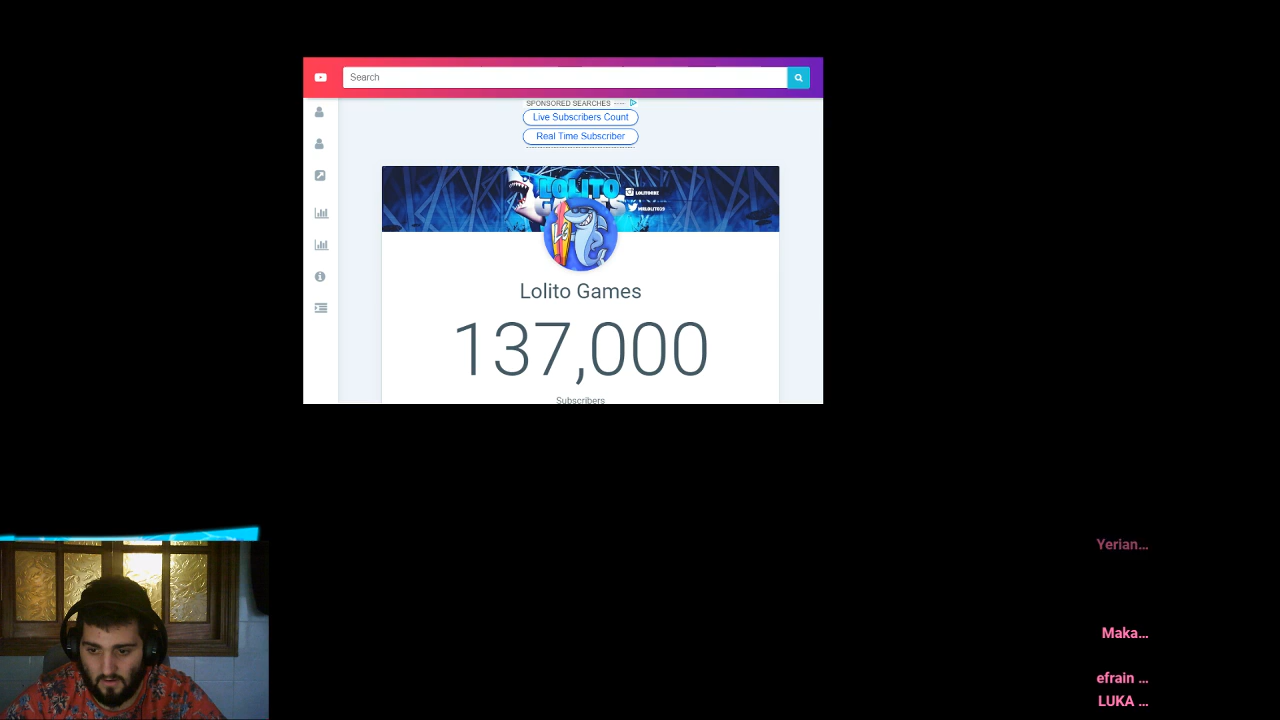 Search
SPONSORED SEARCHES
Live Subscribers Count
Real Time Subscriber
LOLITO
GAMES
Lolito Games
137,000
Subscribers
Yerian…
Maka…
efrain …
LUKA …